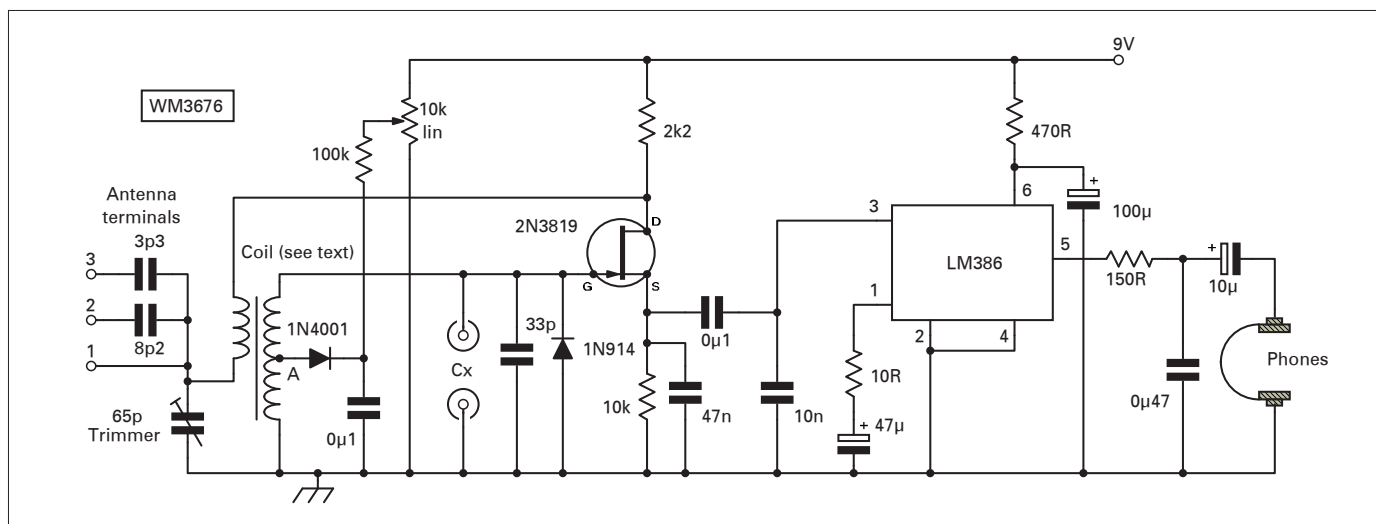 9V
WM3676
10k
lin
100k
2k2
470R
Antenna
terminals
3p3
3
2
8p2
1
65p
Trimmer
Coil (see text)
1N4001
A
0µ1
Cx
33p
1N914
2N3819
D
G
S
0µ1
10k
47n
10n
3
1
10R
+
47µ
LM386
6
5
2
4
+
100µ
150R
+
10µ
0µ47
Phones